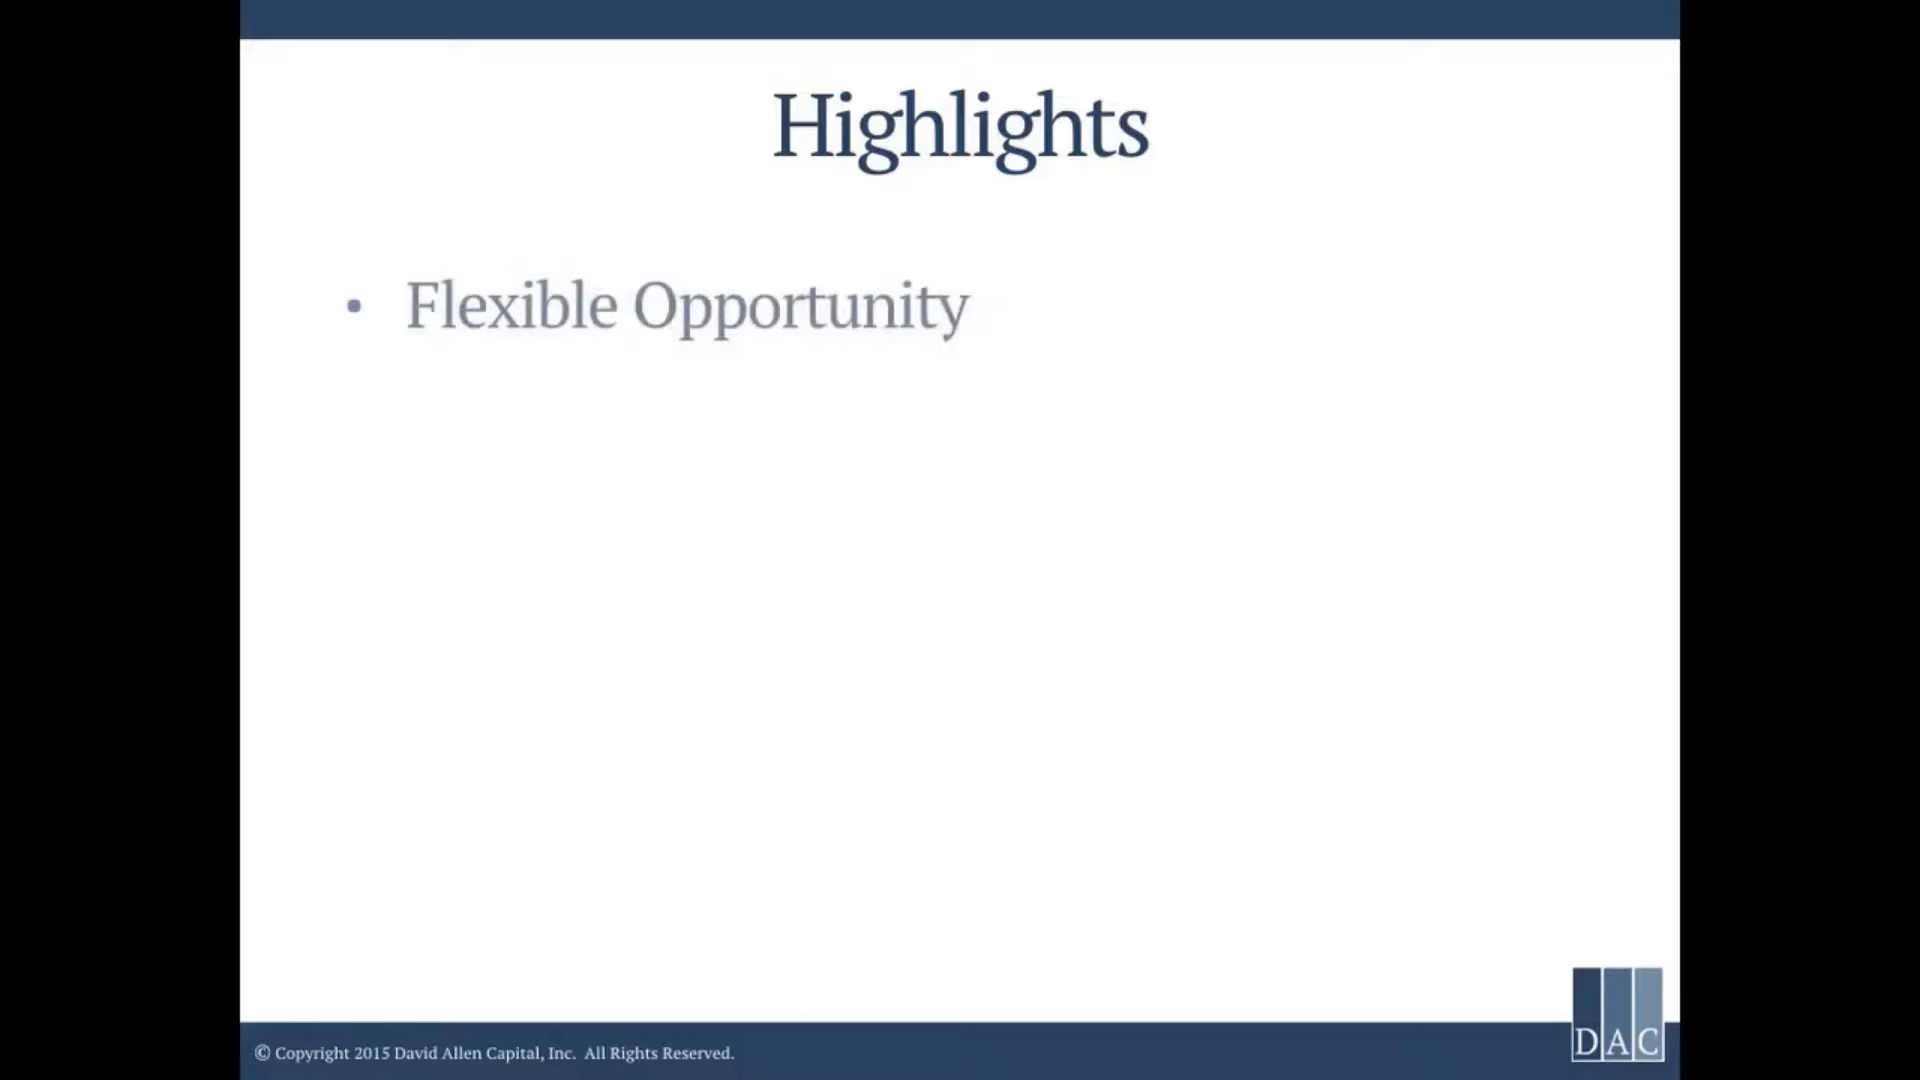 Highlights
• Flexible Opportunity
© Copyright 2015 David Allen Capital, Inc. All Rights Reserved.
DAC